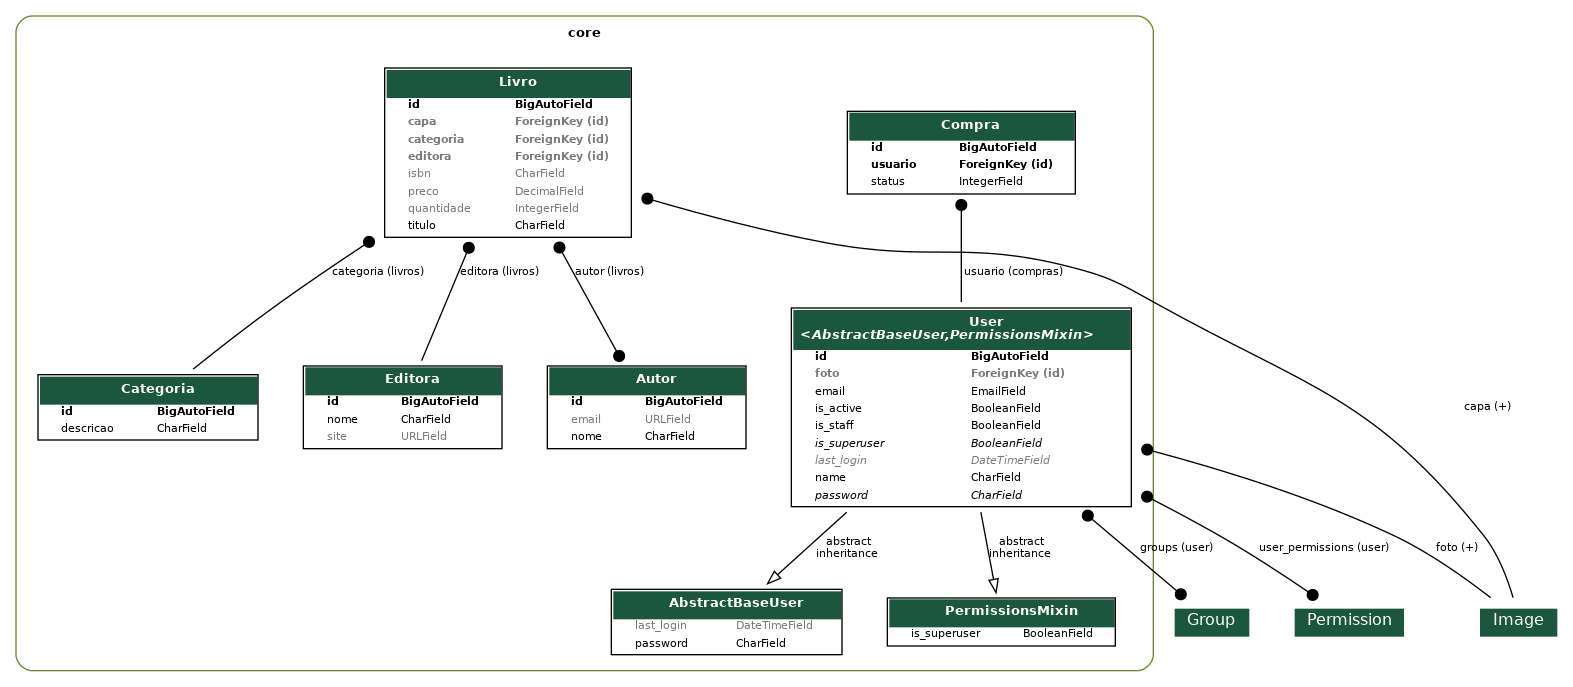 core
Livro
id BigAutoField
capa ForeignKey (id)
categoria ForeignKey (id)
editora ForeignKey (id)
isbn CharField
preco DecimalField
quantidade IntegerField
titulo CharField
Compra
id BigAutoField
usuario ForeignKey (id)
status IntegerField
categoria (livros)
editora (livros)
autor (livros)
usuario (compras)
Categoria
id BigAutoField
descricao CharField
Editora
id BigAutoField
nome CharField
site URLField
Autor
id BigAutoField
email URLField
nome CharField
User
<AbstractBaseUser,PermissionsMixin>
id BigAutoField
foto ForeignKey (id)
email EmailField
is_active BooleanField
is_staff BooleanField
is_superuser BooleanField
last_login DateTimeField
name CharField
password CharField
capa (+)
abstract
inheritance
abstract
inheritance
groups (user)
user_permissions (user)
foto (+)
AbstractBaseUser
last_login DateTimeField
password CharField
PermissionsMixin
is_superuser BooleanField
Group
Permission
Image